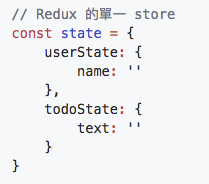 // Redux 的單一 store
const state = {
    userState: {
        name: ''
    },
    todoState: {
        text: ''
    }
}